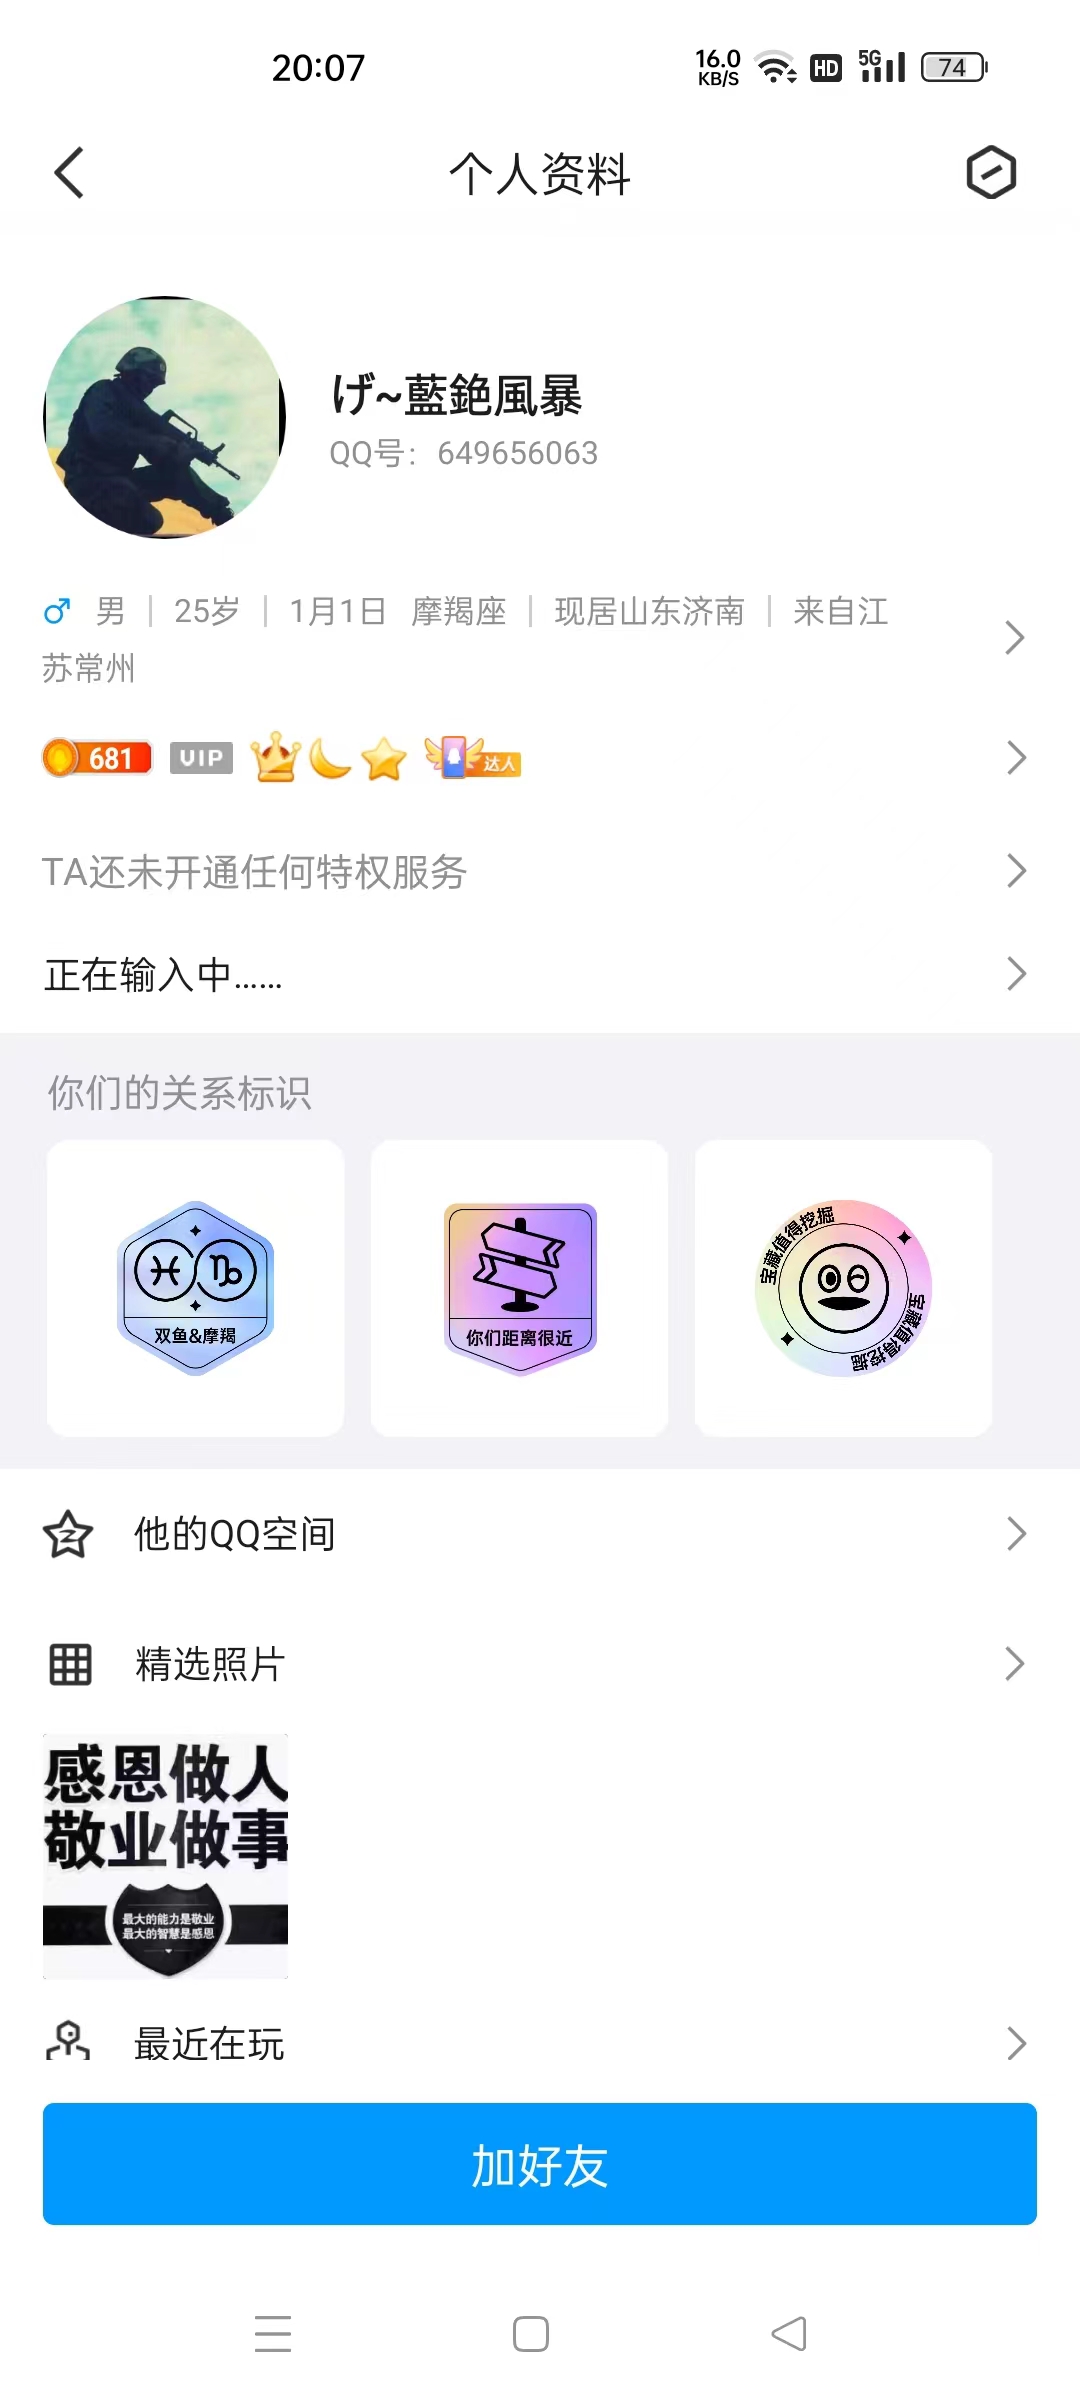 20:07
16.0
KB/S
HD
5G
74
个人资料
げ~藍銫風暴
QQ号：649656063
男 | 25岁 | 1月1日 摩羯座 | 现居山东济南 | 来自江
苏常州
681
VIP
达人
TA还未开通任何特权服务
正在输入中……
你们的关系标识
双鱼&摩羯
你们距离很近
宝藏值得挖掘
宝藏值得挖掘
他的QQ空间
精选照片
感恩做人
敬业做事
最大的能力是敬业
最大的智慧是感恩
最近在玩
加好友